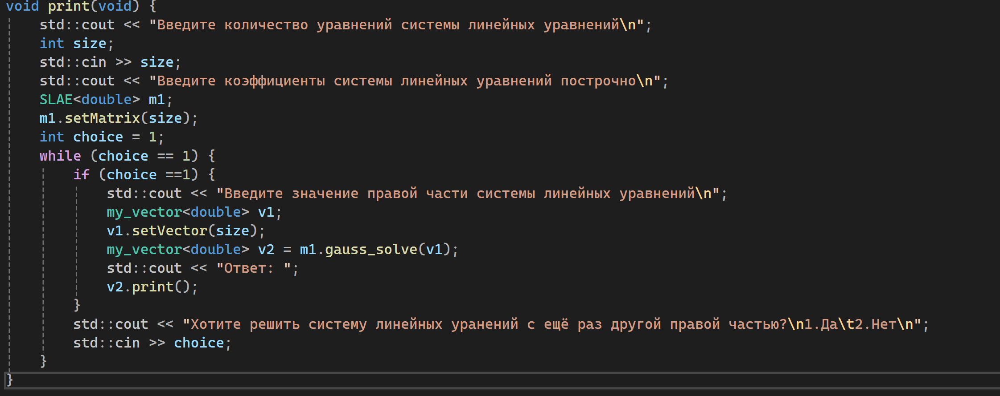 void print(void) {
std::cout << "Введите количество уравнений системы линейных уравнений\n";
int size;
std::cin >> size;
std::cout << "Введите коэффициенты системы линейных уравнений построчно\n";
SLAE<double> m1;
m1.setMatrix(size);
int choice = 1;
while (choice == 1) {
if (choice ==1) {
std::cout << "Введите значение правой части системы линейных уравнений\n";
my_vector<double> v1;
v1.setVector(size);
my_vector<double> v2 = m1.gauss_solve(v1);
std::cout << "Ответ: ";
v2.print();
}
std::cout << "Хотите решить систему линейных уранений с ещё раз другой правой частью?\n1.Да\t2.Нет\n";
std::cin >> choice;
}
}